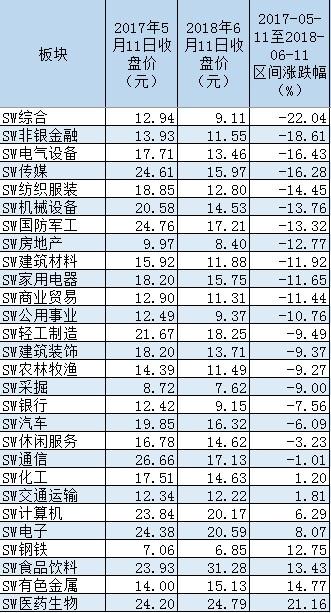 板块 2017年5月11日收盘价（元） 2018年6月11日收盘价（元） 2017-05-11至2018-06-11区间涨跌幅（%）
SW综合 12.94 9.11 -22.04
SW非银金融 13.93 11.55 -18.61
SW电气设备 17.71 13.46 -16.43
SW传媒 24.61 15.97 -16.28
SW纺织服装 18.85 12.80 -14.45
SW机械设备 20.58 14.53 -13.76
SW国防军工 24.76 17.21 -13.32
SW房地产 9.97 8.40 -12.77
SW建筑材料 15.92 11.88 -11.92
SW家用电器 18.20 15.75 -11.65
SW商业贸易 12.90 11.31 -11.44
SW公用事业 12.49 9.37 -10.76
SW轻工制造 21.67 18.25 -9.49
SW建筑装饰 18.20 13.71 -9.37
SW农林牧渔 14.39 11.49 -9.27
SW采掘 8.72 7.62 -9.00
SW银行 12.42 9.15 -7.56
SW汽车 19.85 16.32 -6.09
SW休闲服务 16.78 14.62 -3.23
SW通信 26.66 17.13 -1.01
SW化工 17.51 14.63 1.20
SW交通运输 12.34 12.22 1.81
SW计算机 23.84 20.17 6.29
SW电子 24.38 20.59 8.07
SW钢铁 7.06 6.85 12.75
SW食品饮料 23.93 31.28 13.43
SW有色金属 14.00 15.13 14.77
SW医药生物 24.20 24.79 21.16